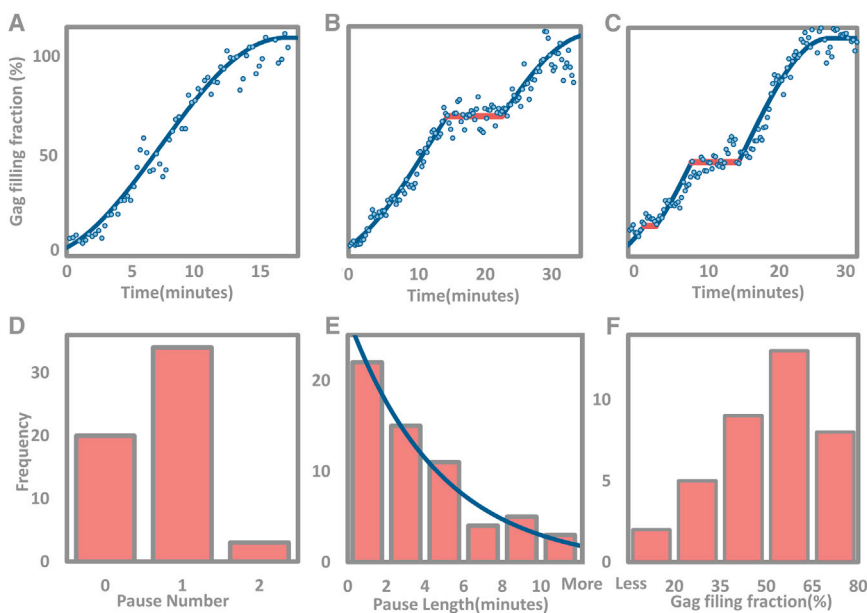 A
B
C
Gag filling fraction (%)
100
50
0
0 5 10 15
0 10 20 30
0 10 20 30
Time(minutes)
Time(minutes)
Time(minutes)
D
E
F
Frequency
30
20
10
0
20
10
0
10
5
0
0 1 2
0 2 4 6 8 10 More
Less 20 35 50 65 80
Pause Number
Pause Length(minutes)
Gag filing fraction(%)